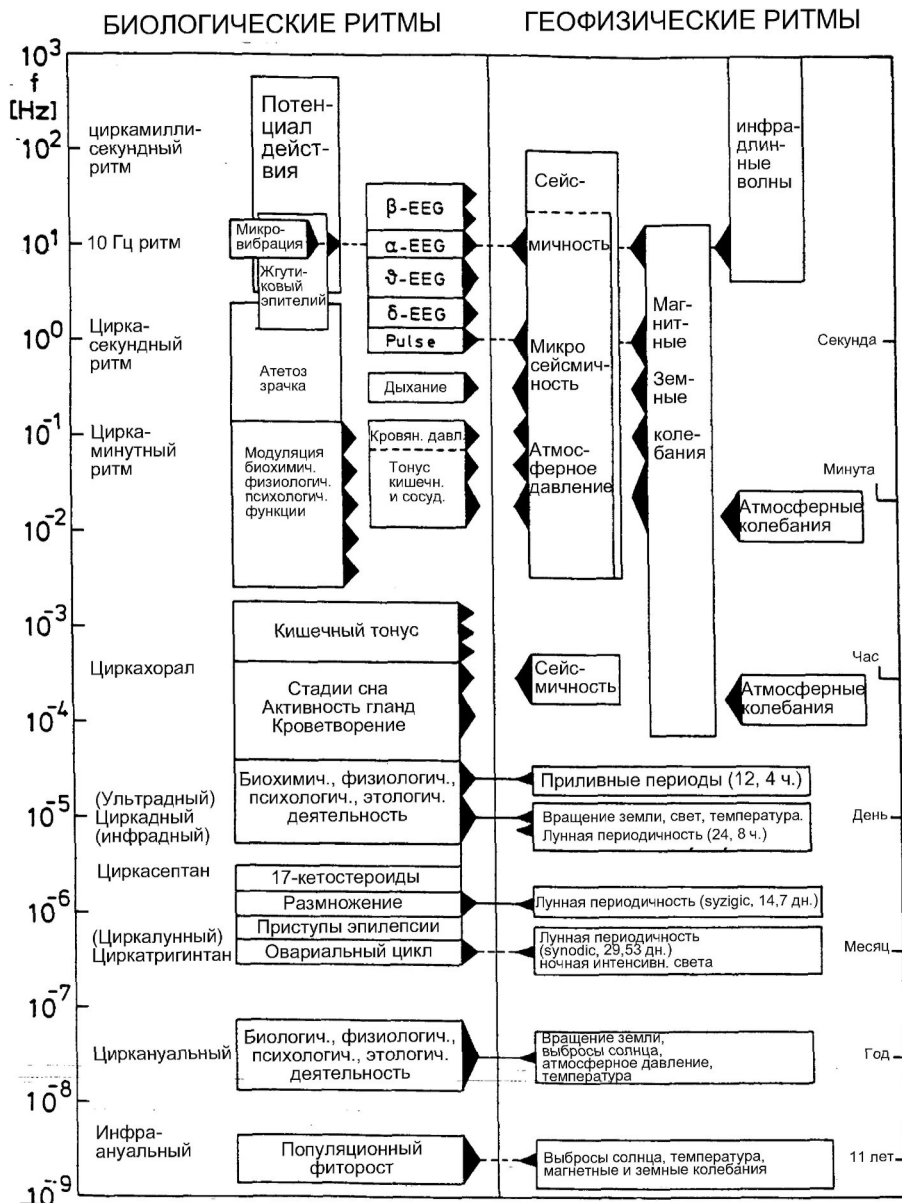 БИОЛОГИЧЕСКИЕ РИТМЫ
ГЕОФИЗИЧЕСКИЕ РИТМЫ
10³
f
[Hz]
10²
10¹
10⁰
10⁻¹
10⁻²
10⁻³
10⁻⁴
10⁻⁵
10⁻⁶
10⁻⁷
10⁻⁸
10⁻⁹
циркамилли-
секундный
ритм
10 Гц ритм
Цирка-
секундный
ритм
Цирка-
минутный
ритм
Циркахорал
(Ультрадный)
Циркадный
(инфрадный)
Циркасептан
(Циркалунный)
Циркатригинтан
Циркануальный
Инфра-
ануальный
Потен-
циал
дейст-
вия
Микро-
вибрация
Жгути-
ковый
эпителий
Атетоз
зрачка
Модуляция
биохимич.
физиологич.
психологич.
функции
β-EEG
α-EEG
ϑ-EEG
δ-EEG
Pulse
Дыхание
Кровян. давл.
Тонус
кишечн.
и сосуд.
Кишечный тонус
Стадии сна
Активность гланд
Кроветворение
Биохимич., физиологич.,
психологич., этологич.
деятельность
17-кетостероиды
Размножение
Приступы эпилепсии
Овариальный цикл
Биологич., физиологич.,
психологич., этологич.
деятельность
Популяционный
фиторост
Сейс-
мичность
Микро
сейсмич-
ность
Атмос-
ферное
давление
Маг-
нит-
ные
Зем-
ные
коле-
бания
инфра-
длин-
ные
волны
Атмосферные
колебания
Сейс-
мичность
Атмосферные
колебания
Приливные периоды (12, 4 ч.)
Вращение земли, свет, температура.
Лунная периодичность (24, 8 ч.)
Лунная периодичность (syzigic, 14,7 дн.)
Лунная периодичность
(synodic, 29,53 дн.)
ночная интенсивн. света
Вращение земли,
выбросы солнца,
атмосферное давление,
температура
Выбросы солнца, температура,
магнетные и земные колебания
Секунда
Минута
Час
День
Месяц
Год
11 лет